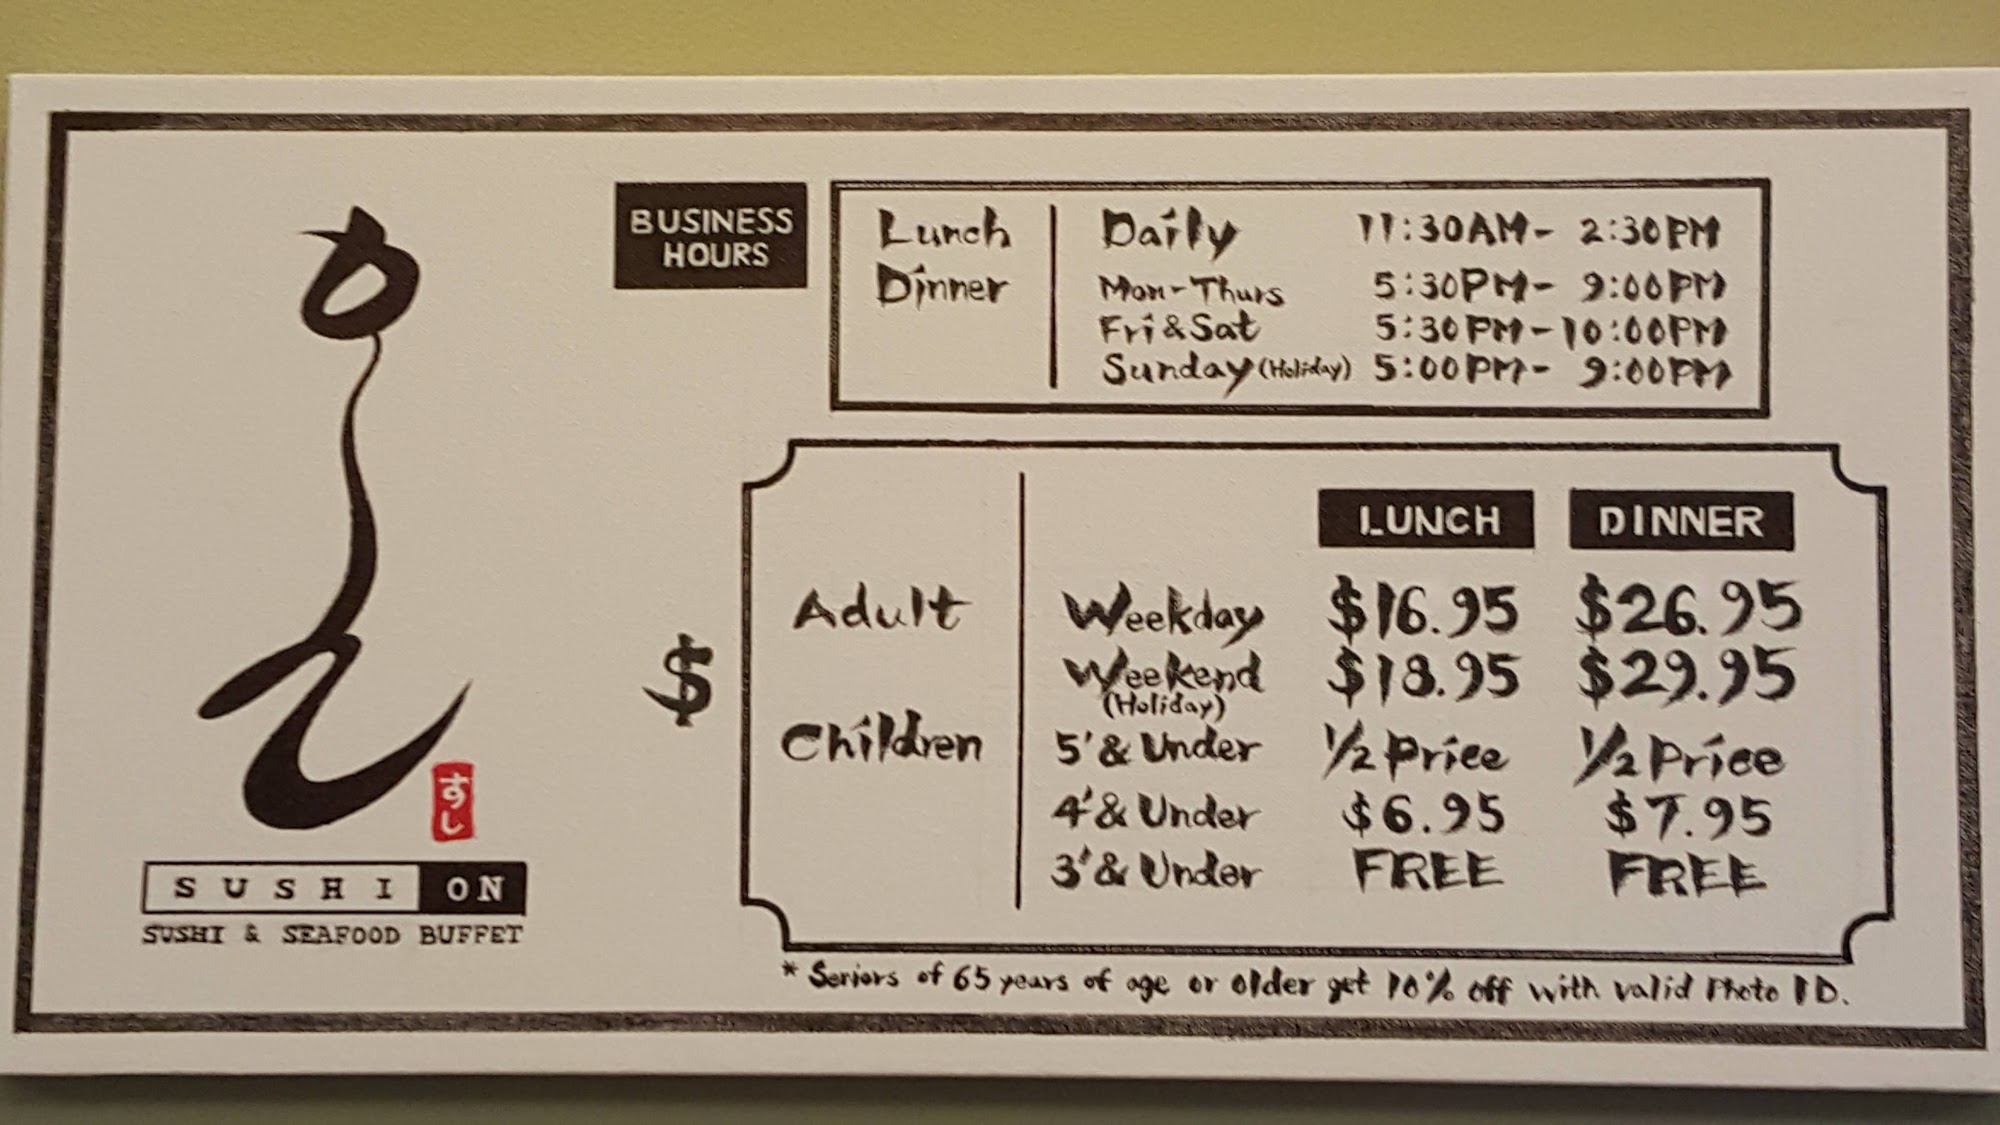 BUSINESS
HOURS
Lunch Daily 11:30AM- 2:30PM
Dinner Mon-Thurs 5:30PM- 9:00PM
Fri & Sat 5:30PM-10:00PM
Sunday (Holiday) 5:00PM- 9:00PM
LUNCH DINNER
Adult Weekday $16.95 $26.95
Weekend $18.95 $29.95
(Holiday)
$
Children 5' & Under 1/2 Price 1/2 Price
4' & Under $6.95 $7.95
3' & Under FREE FREE
* Seniors of 65 years of age or older get 10% off with valid Photo ID.
すし
SUSHI ON
SUSHI & SEAFOOD BUFFET